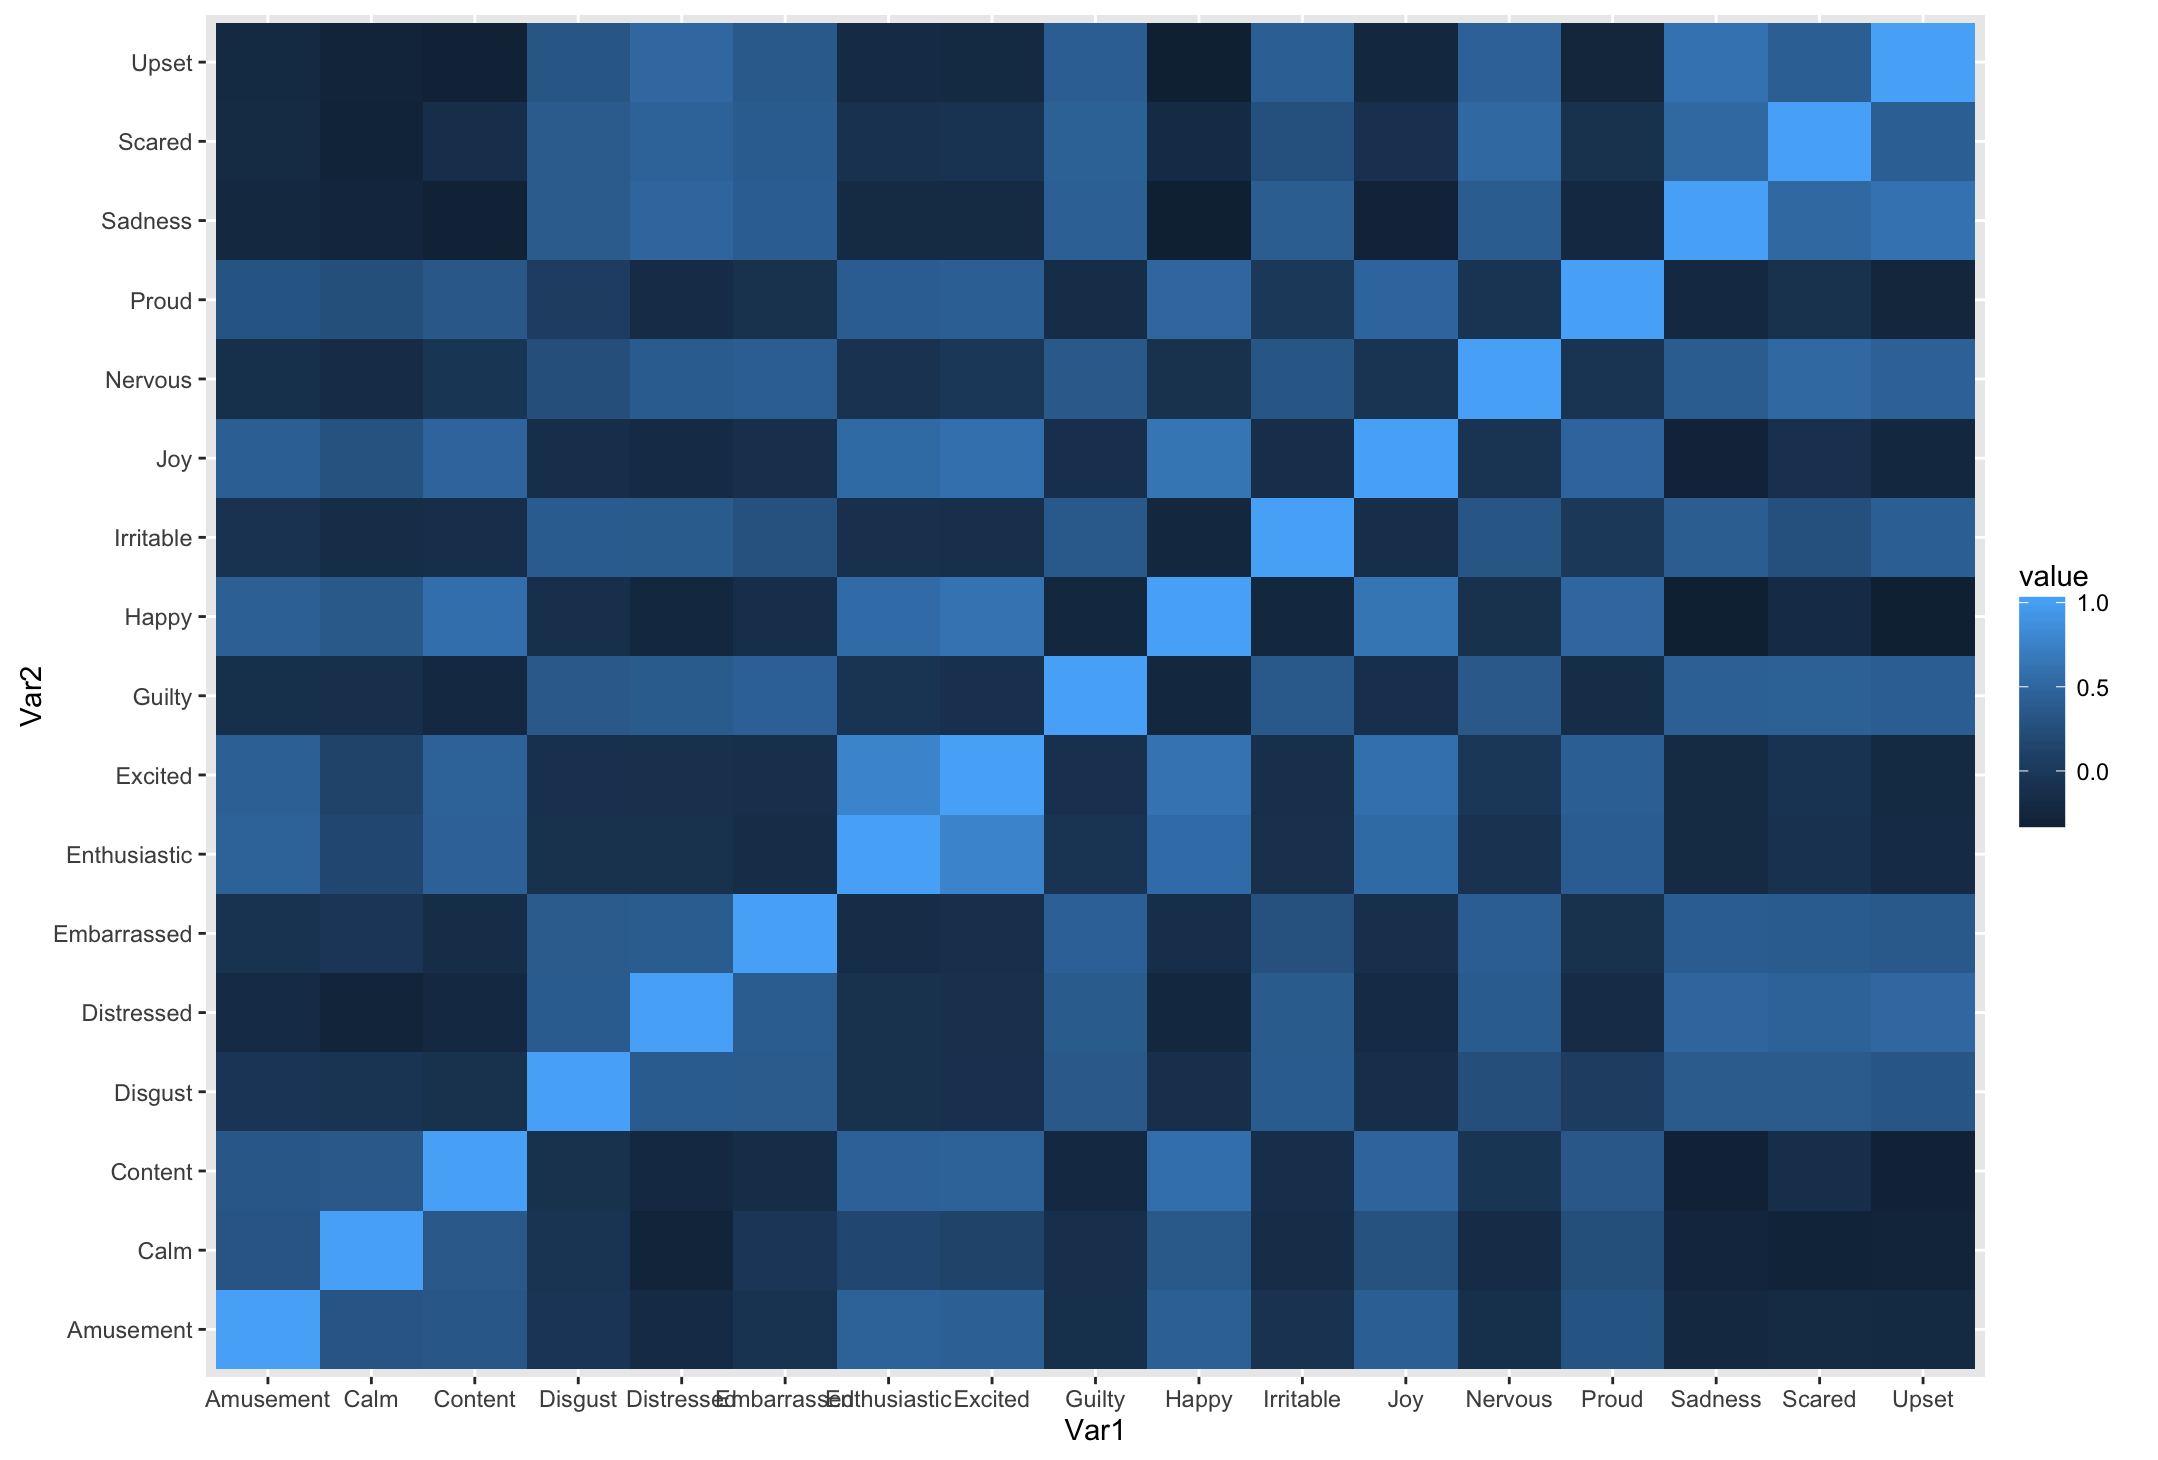 Upset
Scared
Sadness
Proud
Nervous
Joy
Irritable
Happy
Guilty
Excited
Enthusiastic
Embarrassed
Distressed
Disgust
Content
Calm
Amusement
Var2
Amusement Calm Content Disgust Distressed Embarrassed Enthusiastic Excited Guilty Happy Irritable Joy Nervous Proud Sadness Scared Upset
Var1
value
1.0
0.5
0.0